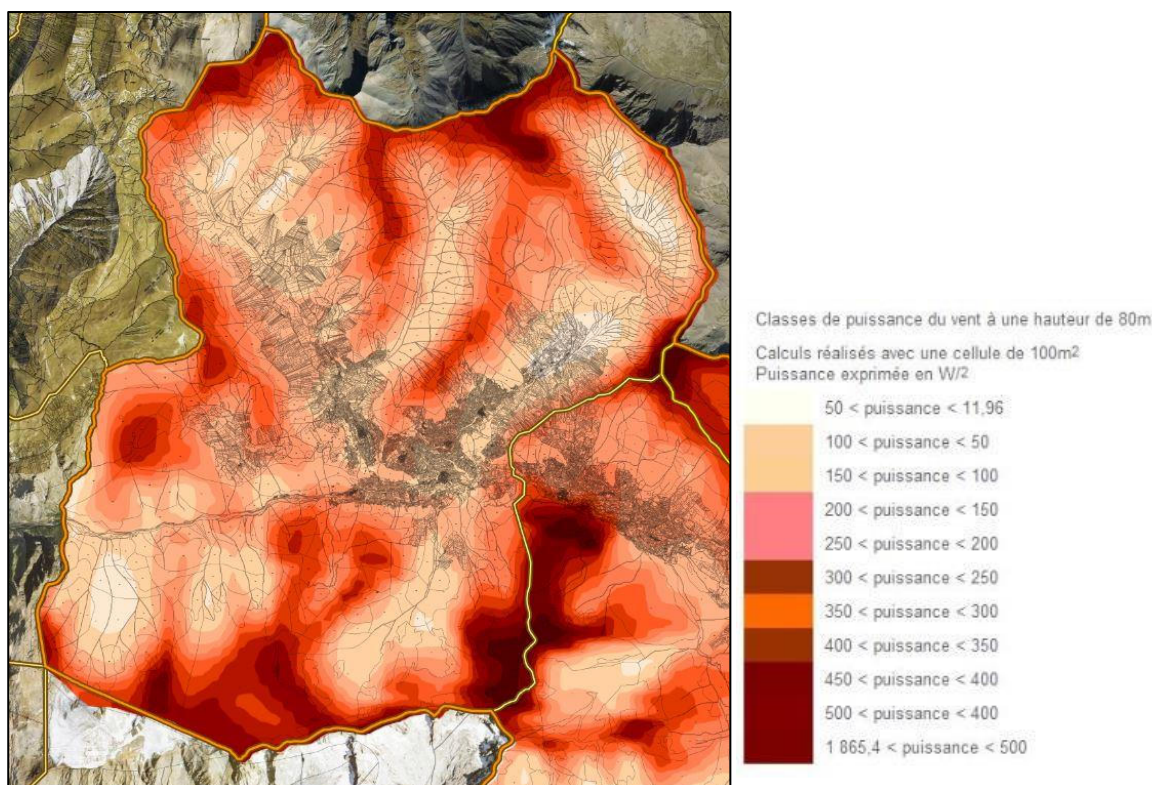 Classes de puissance du vent à une hauteur de 80m
Calculs réalisés avec une cellule de 100m²
Puissance exprimée en W/²
50 < puissance < 11,96
100 < puissance < 50
150 < puissance < 100
200 < puissance < 150
250 < puissance < 200
300 < puissance < 250
350 < puissance < 300
400 < puissance < 350
450 < puissance < 400
500 < puissance < 400
1 865,4 < puissance < 500